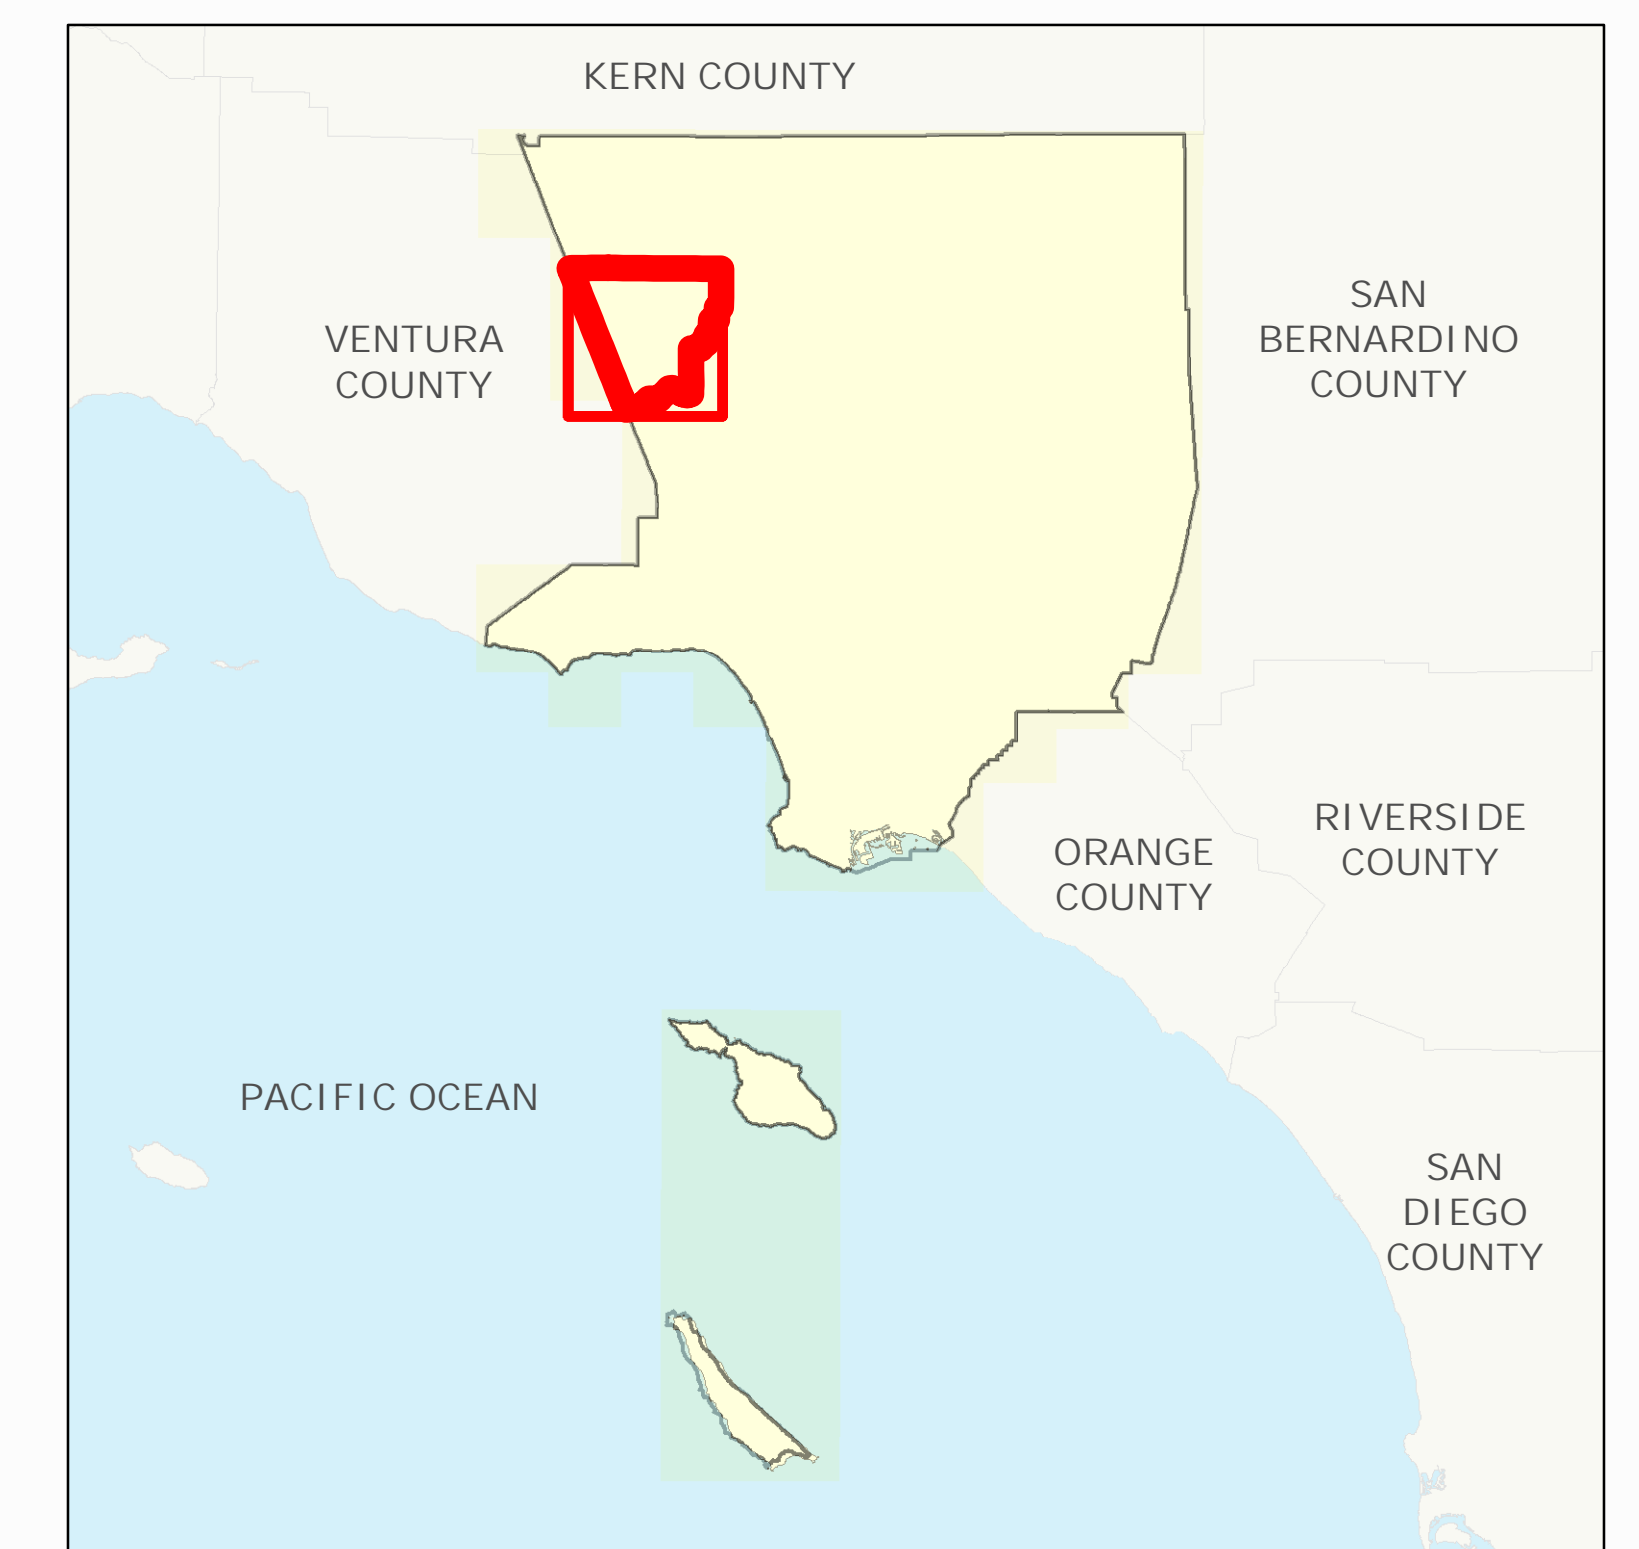 KERN COUNTY
VENTURA
COUNTY
SAN
BERNARDINO
COUNTY
RIVERSIDE
COUNTY
ORANGE
COUNTY
PACIFIC OCEAN
SAN
DIEGO
COUNTY